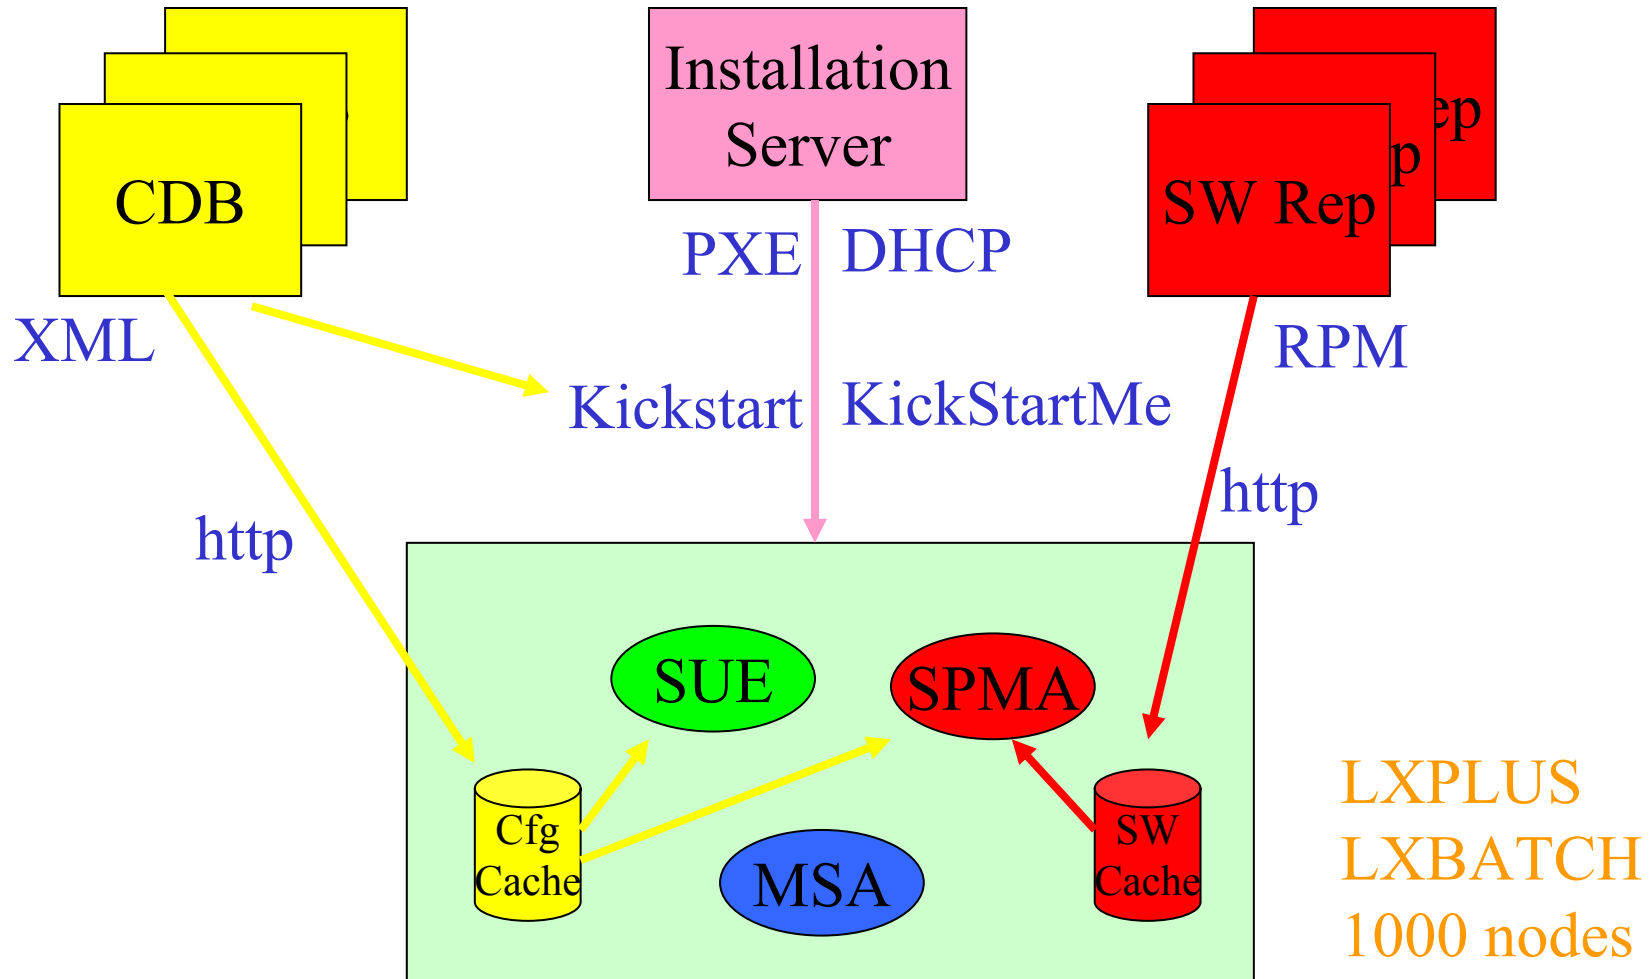 CDB
Installation
Server
ep
p
SW Rep
PXE
DHCP
XML
RPM
Kickstart
KickStartMe
http
http
SUE
SPMA
Cfg
Cache
MSA
SW
Cache
LXPLUS
LXBATCH
1000 nodes